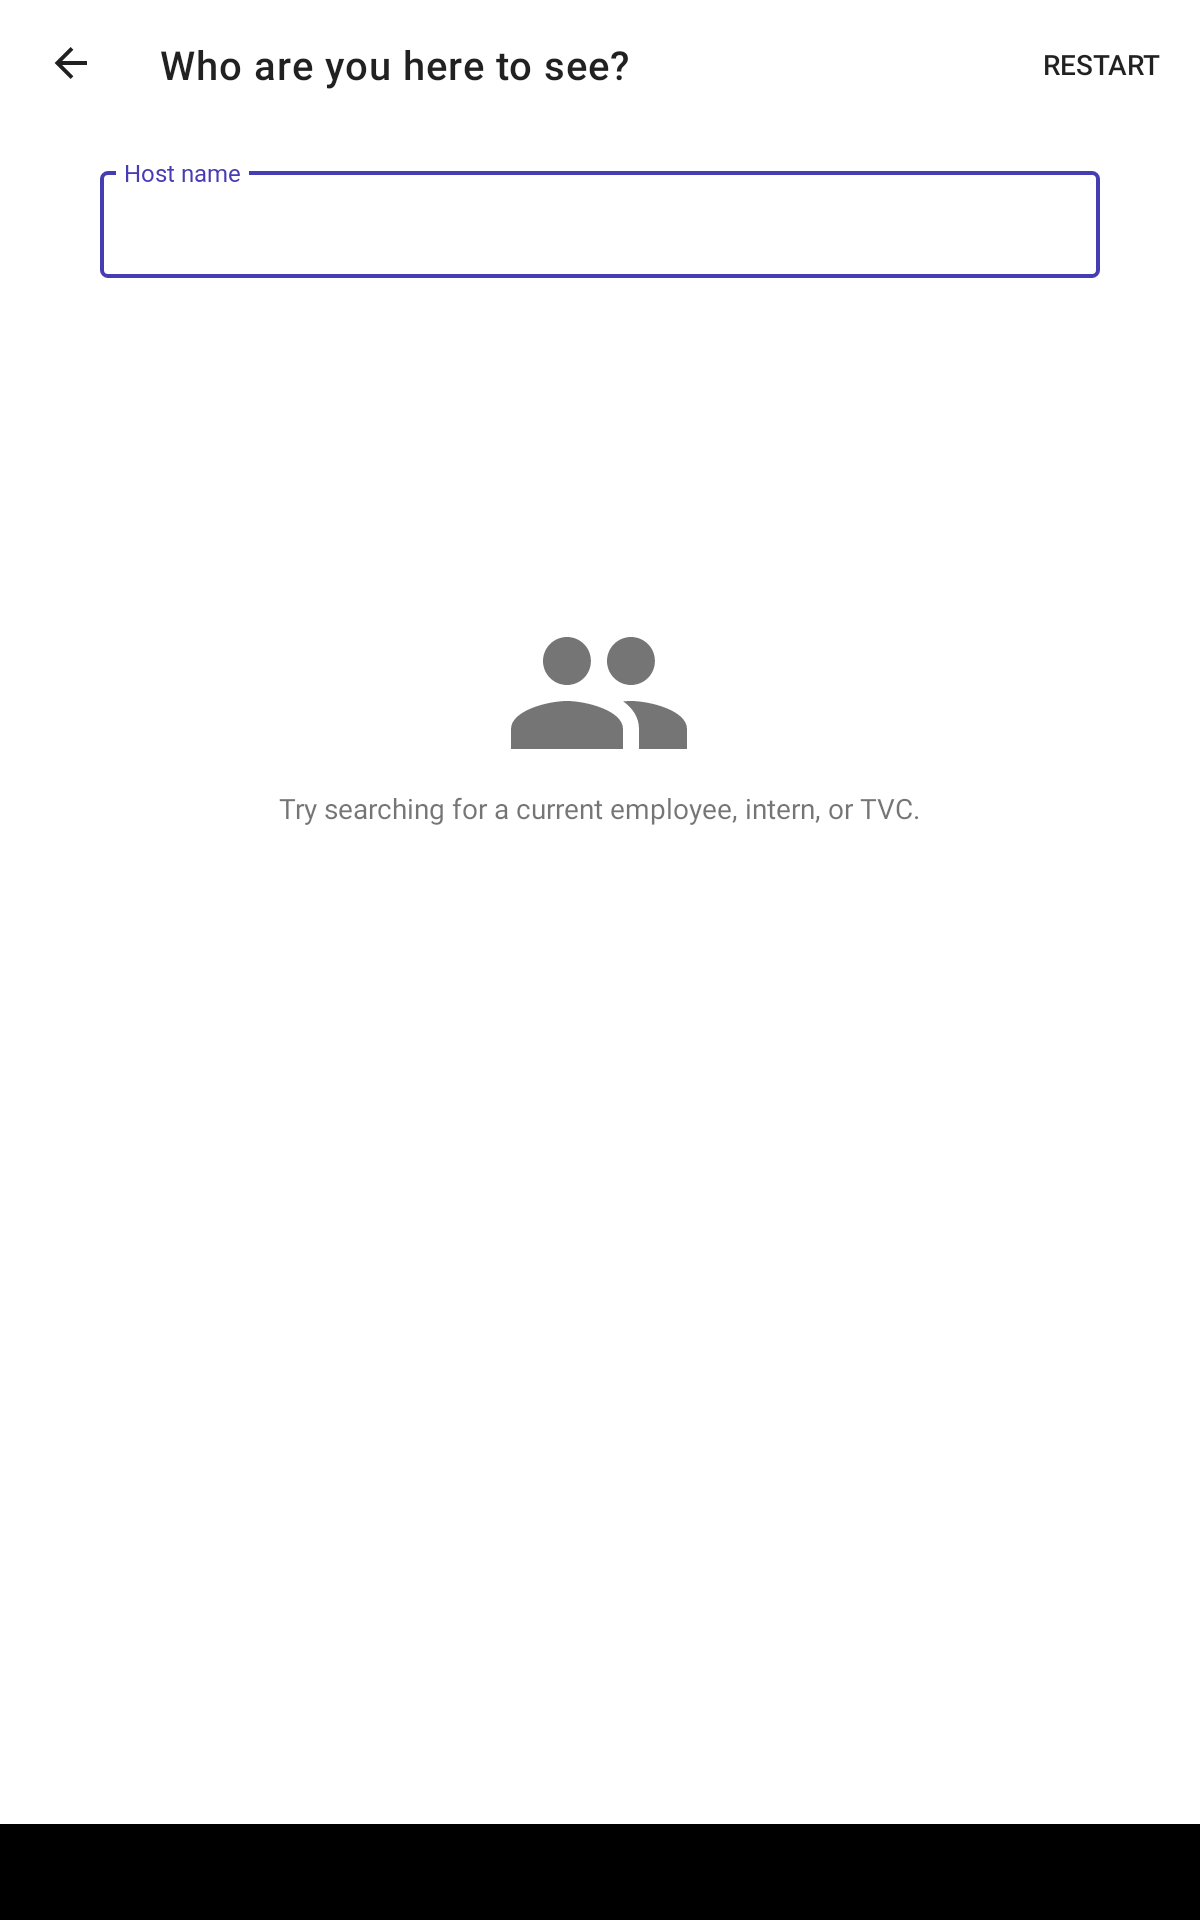 Who are you here to see?
RESTART
Host name
Try searching for a current employee, intern, or TVC.